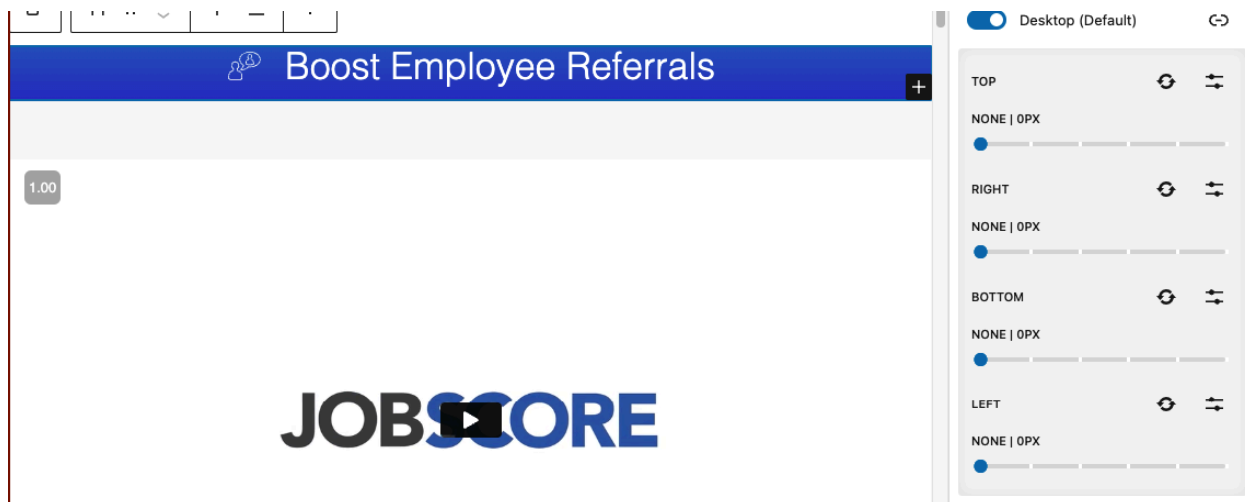 Boost Employee Referrals
1.00
JOBSCORE
Desktop (Default)
TOP
NONE | 0PX
RIGHT
NONE | 0PX
BOTTOM
NONE | 0PX
LEFT
NONE | 0PX